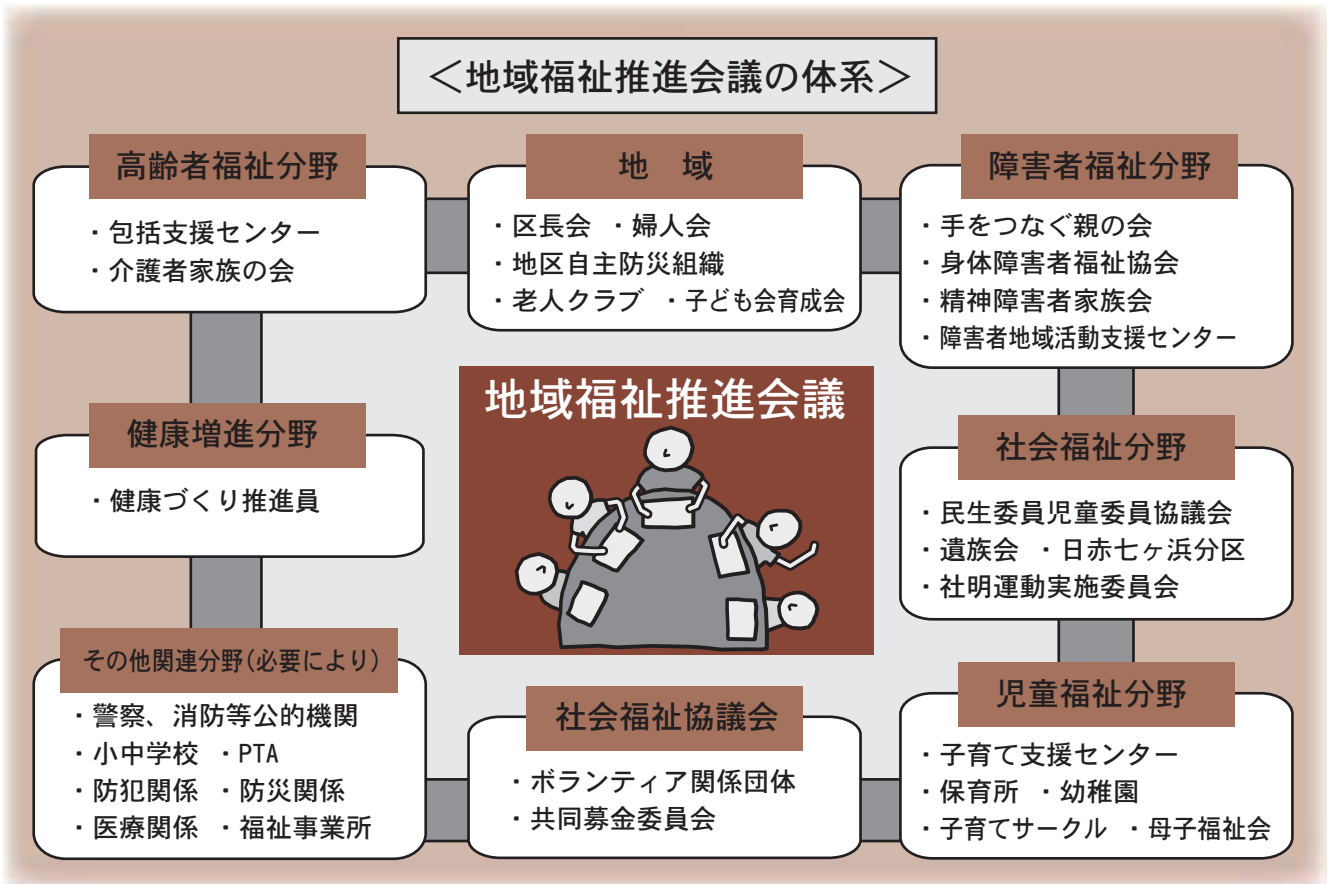 <地域福祉推進会議の体系>
高齢者福祉分野
・包括支援センター
・介護者家族の会
地　域
・区長会 ・婦人会
・地区自主防災組織
・老人クラブ ・子ども会育成会
障害者福祉分野
・手をつなぐ親の会
・身体障害者福祉協会
・精神障害者家族会
・障害者地域活動支援センター
健康増進分野
・健康づくり推進員
地域福祉推進会議
社会福祉分野
・民生委員児童委員協議会
・遺族会 ・日赤七ヶ浜分区
・社明運動実施委員会
その他関連分野(必要により)
・警察、消防等公的機関
・小中学校 ・PTA
・防犯関係 ・防災関係
・医療関係 ・福祉事業所
社会福祉協議会
・ボランティア関係団体
・共同募金委員会
児童福祉分野
・子育て支援センター
・保育所 ・幼稚園
・子育てサークル ・母子福祉会